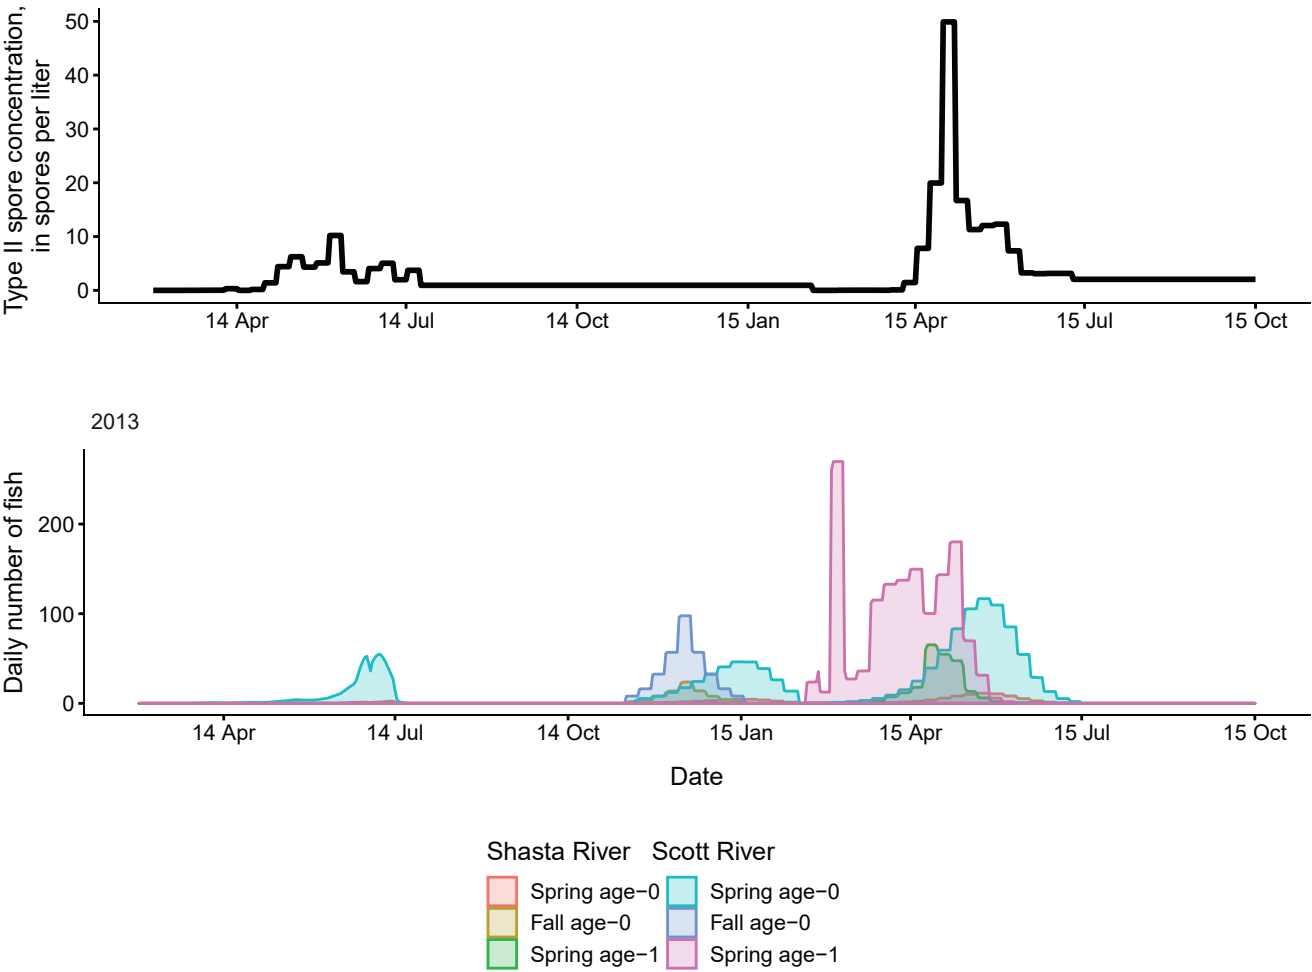 Type II spore concentration,
in spores per liter
50
40
30
20
10
0
14 Apr 14 Jul 14 Oct 15 Jan 15 Apr 15 Jul 15 Oct
2013
Daily number of fish
200
100
0
14 Apr 14 Jul 14 Oct 15 Jan 15 Apr 15 Jul 15 Oct
Date
Shasta River Scott River
Spring age−0 Spring age−0
Fall age−0 Fall age−0
Spring age−1 Spring age−1